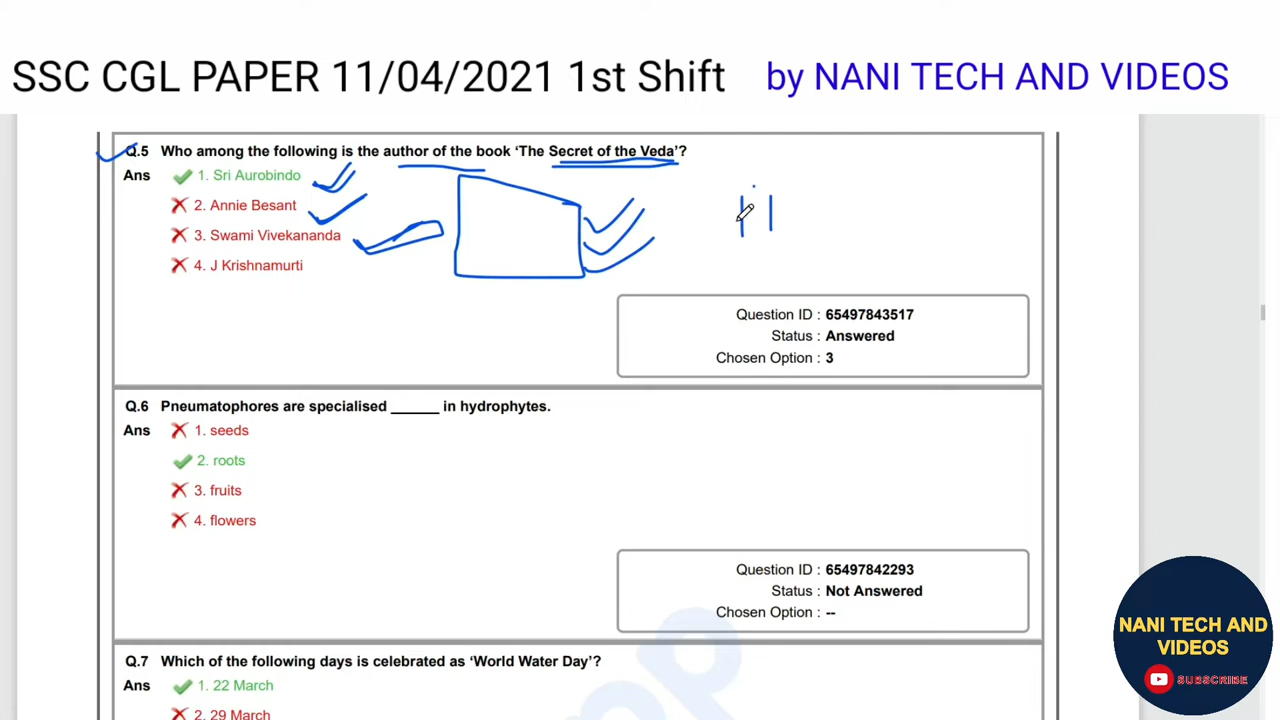 SSC CGL PAPER 11/04/2021 1st Shift by NANI TECH AND VIDEOS
Q.5 Who among the following is the author of the book ‘The Secret of the Veda’?
Ans 1. Sri Aurobindo
2. Annie Besant
3. Swami Vivekananda
4. J Krishnamurti
Question ID : 65497843517
Status : Answered
Chosen Option : 3
Q.6 Pneumatophores are specialised ______ in hydrophytes.
Ans 1. seeds
2. roots
3. fruits
4. flowers
Question ID : 65497842293
Status : Not Answered
Chosen Option : --
Q.7 Which of the following days is celebrated as ‘World Water Day’?
Ans 1. 22 March
2. 29 March
NANI TECH AND
VIDEOS
SUBSCRIBE